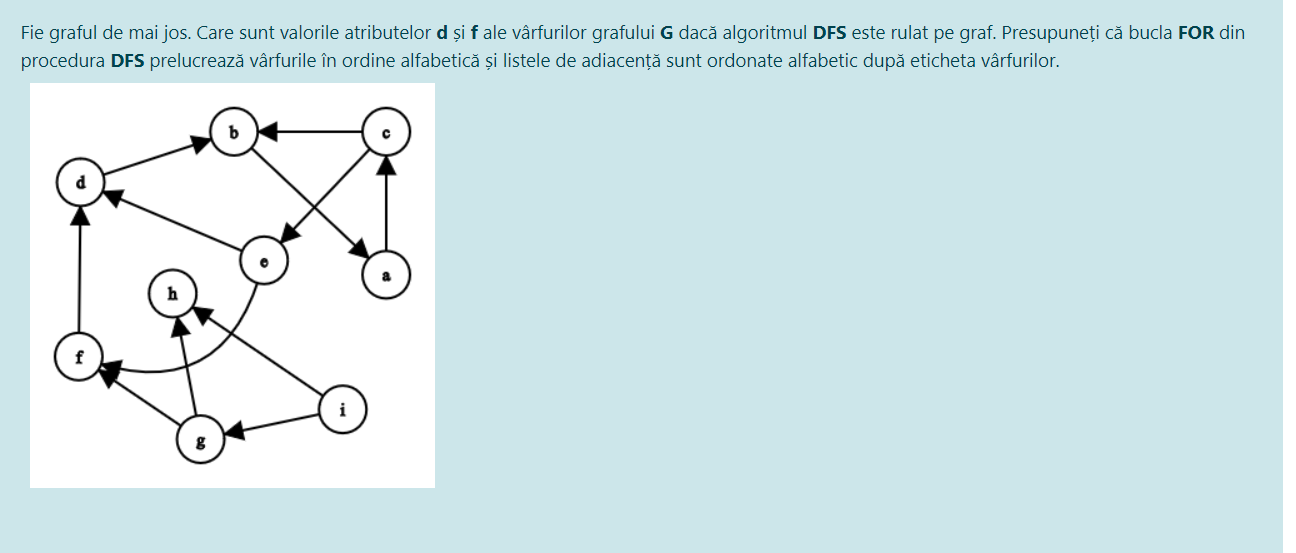 Fie graful de mai jos. Care sunt valorile atributelor d și f ale vârfurilor grafului G dacă algoritmul DFS este rulat pe graf. Presupuneți că bucla FOR din
procedura DFS prelucrează vârfurile în ordine alfabetică și listele de adiacență sunt ordonate alfabetic după eticheta vârfurilor.
b
c
d
e
a
h
f
i
g